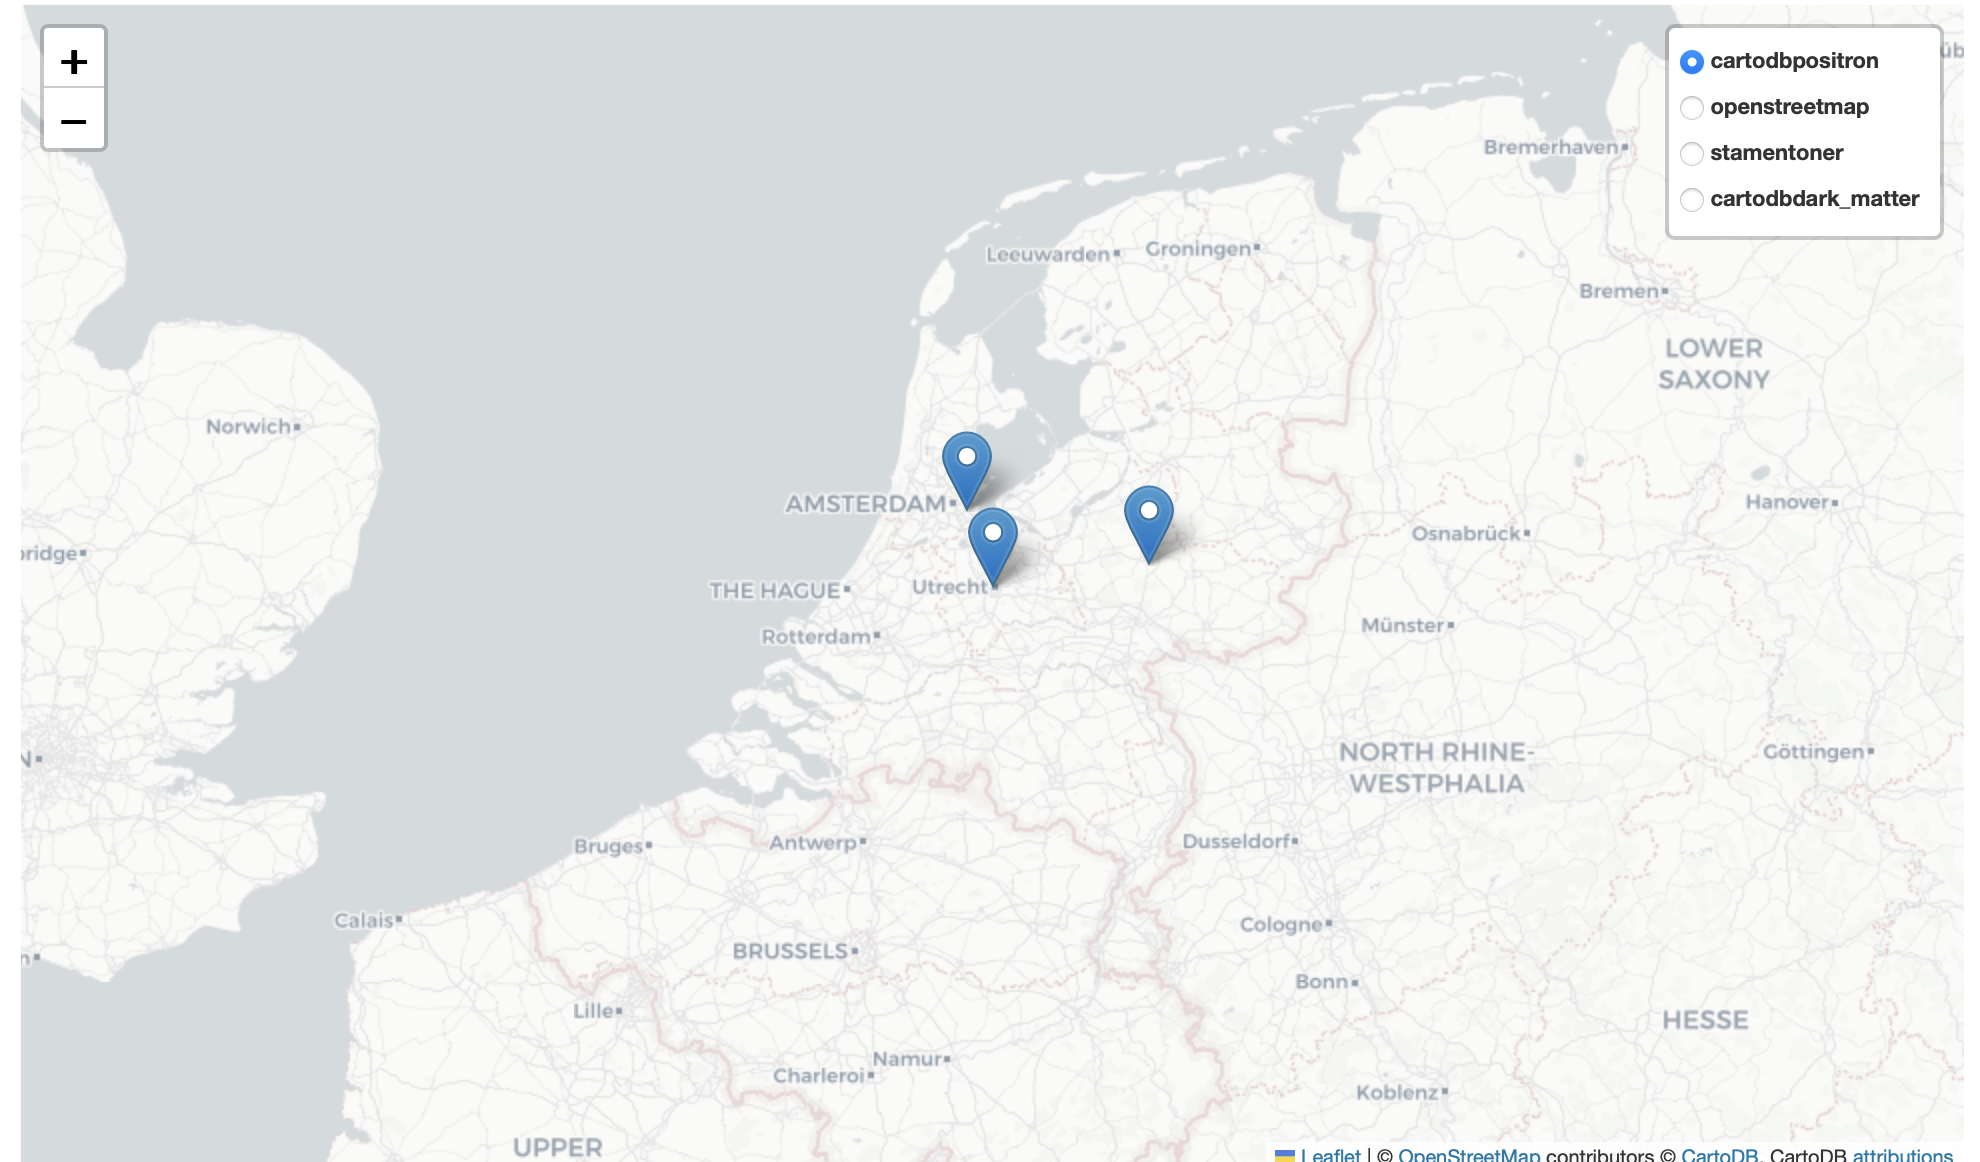 +
−
cartodbpositron
openstreetmap
stamentoner
cartodbdark_matter
Bremerhaven
Leeuwarden
Groningen
Bremen
LOWER
SAXONY
Norwich
AMSTERDAM
Hanover
Osnabrück
THE HAGUE
Utrecht
Münster
Rotterdam
NORTH RHINE-
WESTPHALIA
Göttingen
Bruges
Antwerp
Dusseldorf
Calais
Cologne
BRUSSELS
Bonn
Lille
HESSE
Namur
Charleroi
Koblenz
UPPER
Leaflet | © OpenStreetMap contributors © CartoDB, CartoDB attributions